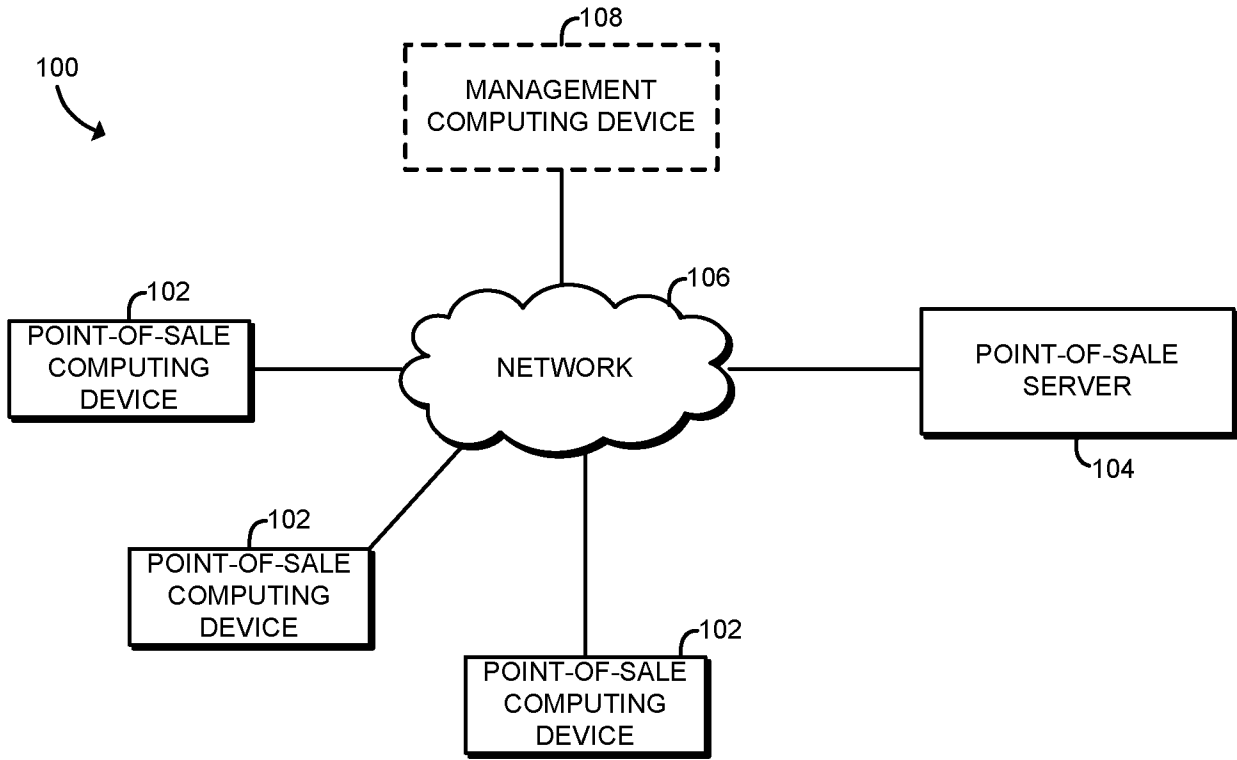 108
MANAGEMENT
COMPUTING DEVICE
100
106
102
POINT-OF-SALE
COMPUTING
DEVICE
NETWORK
POINT-OF-SALE
SERVER
104
102
POINT-OF-SALE
COMPUTING
DEVICE
102
POINT-OF-SALE
COMPUTING
DEVICE